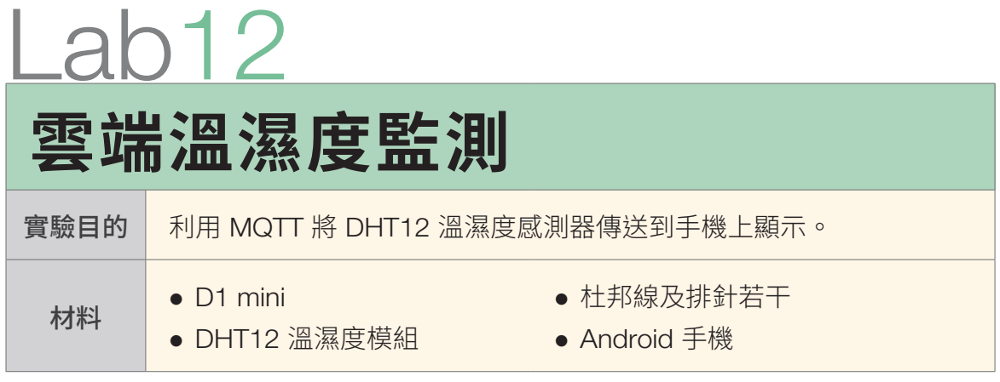 Lab12
雲端溫濕度監測
實驗目的
利用 MQTT 將 DHT12 溫濕度感測器傳送到手機上顯示。
材料
● D1 mini
● DHT12 溫濕度模組
● 杜邦線及排針若干
● Android 手機